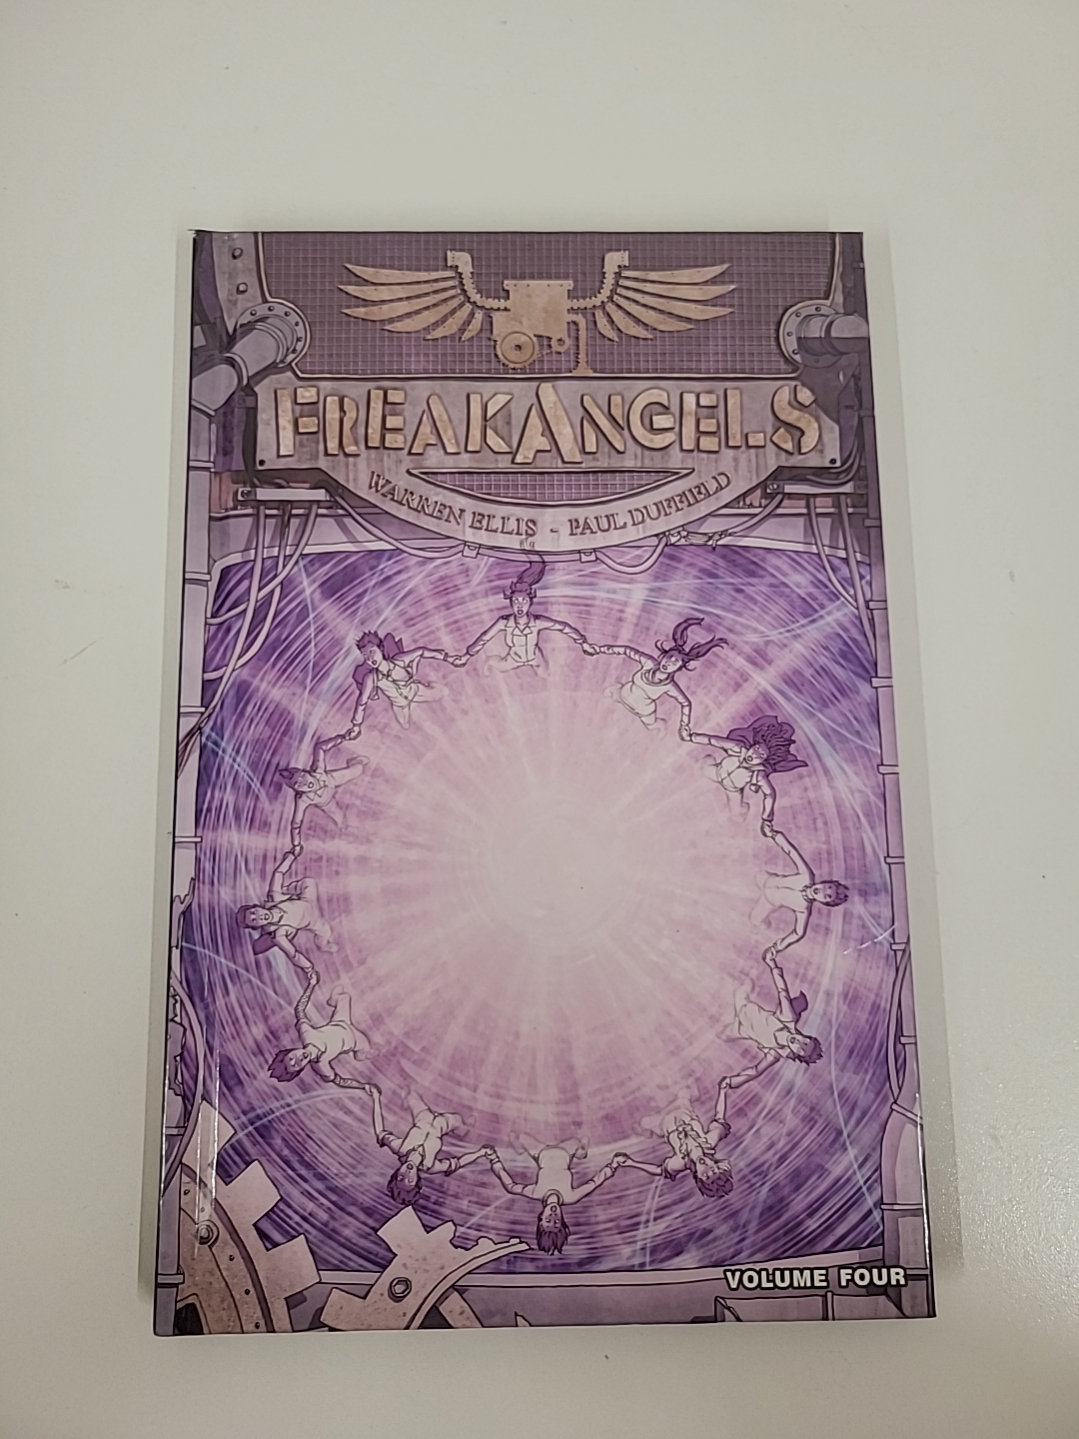 FREAKANGELS
WARREN ELLIS - PAUL DUFFIELD
VOLUME FOUR